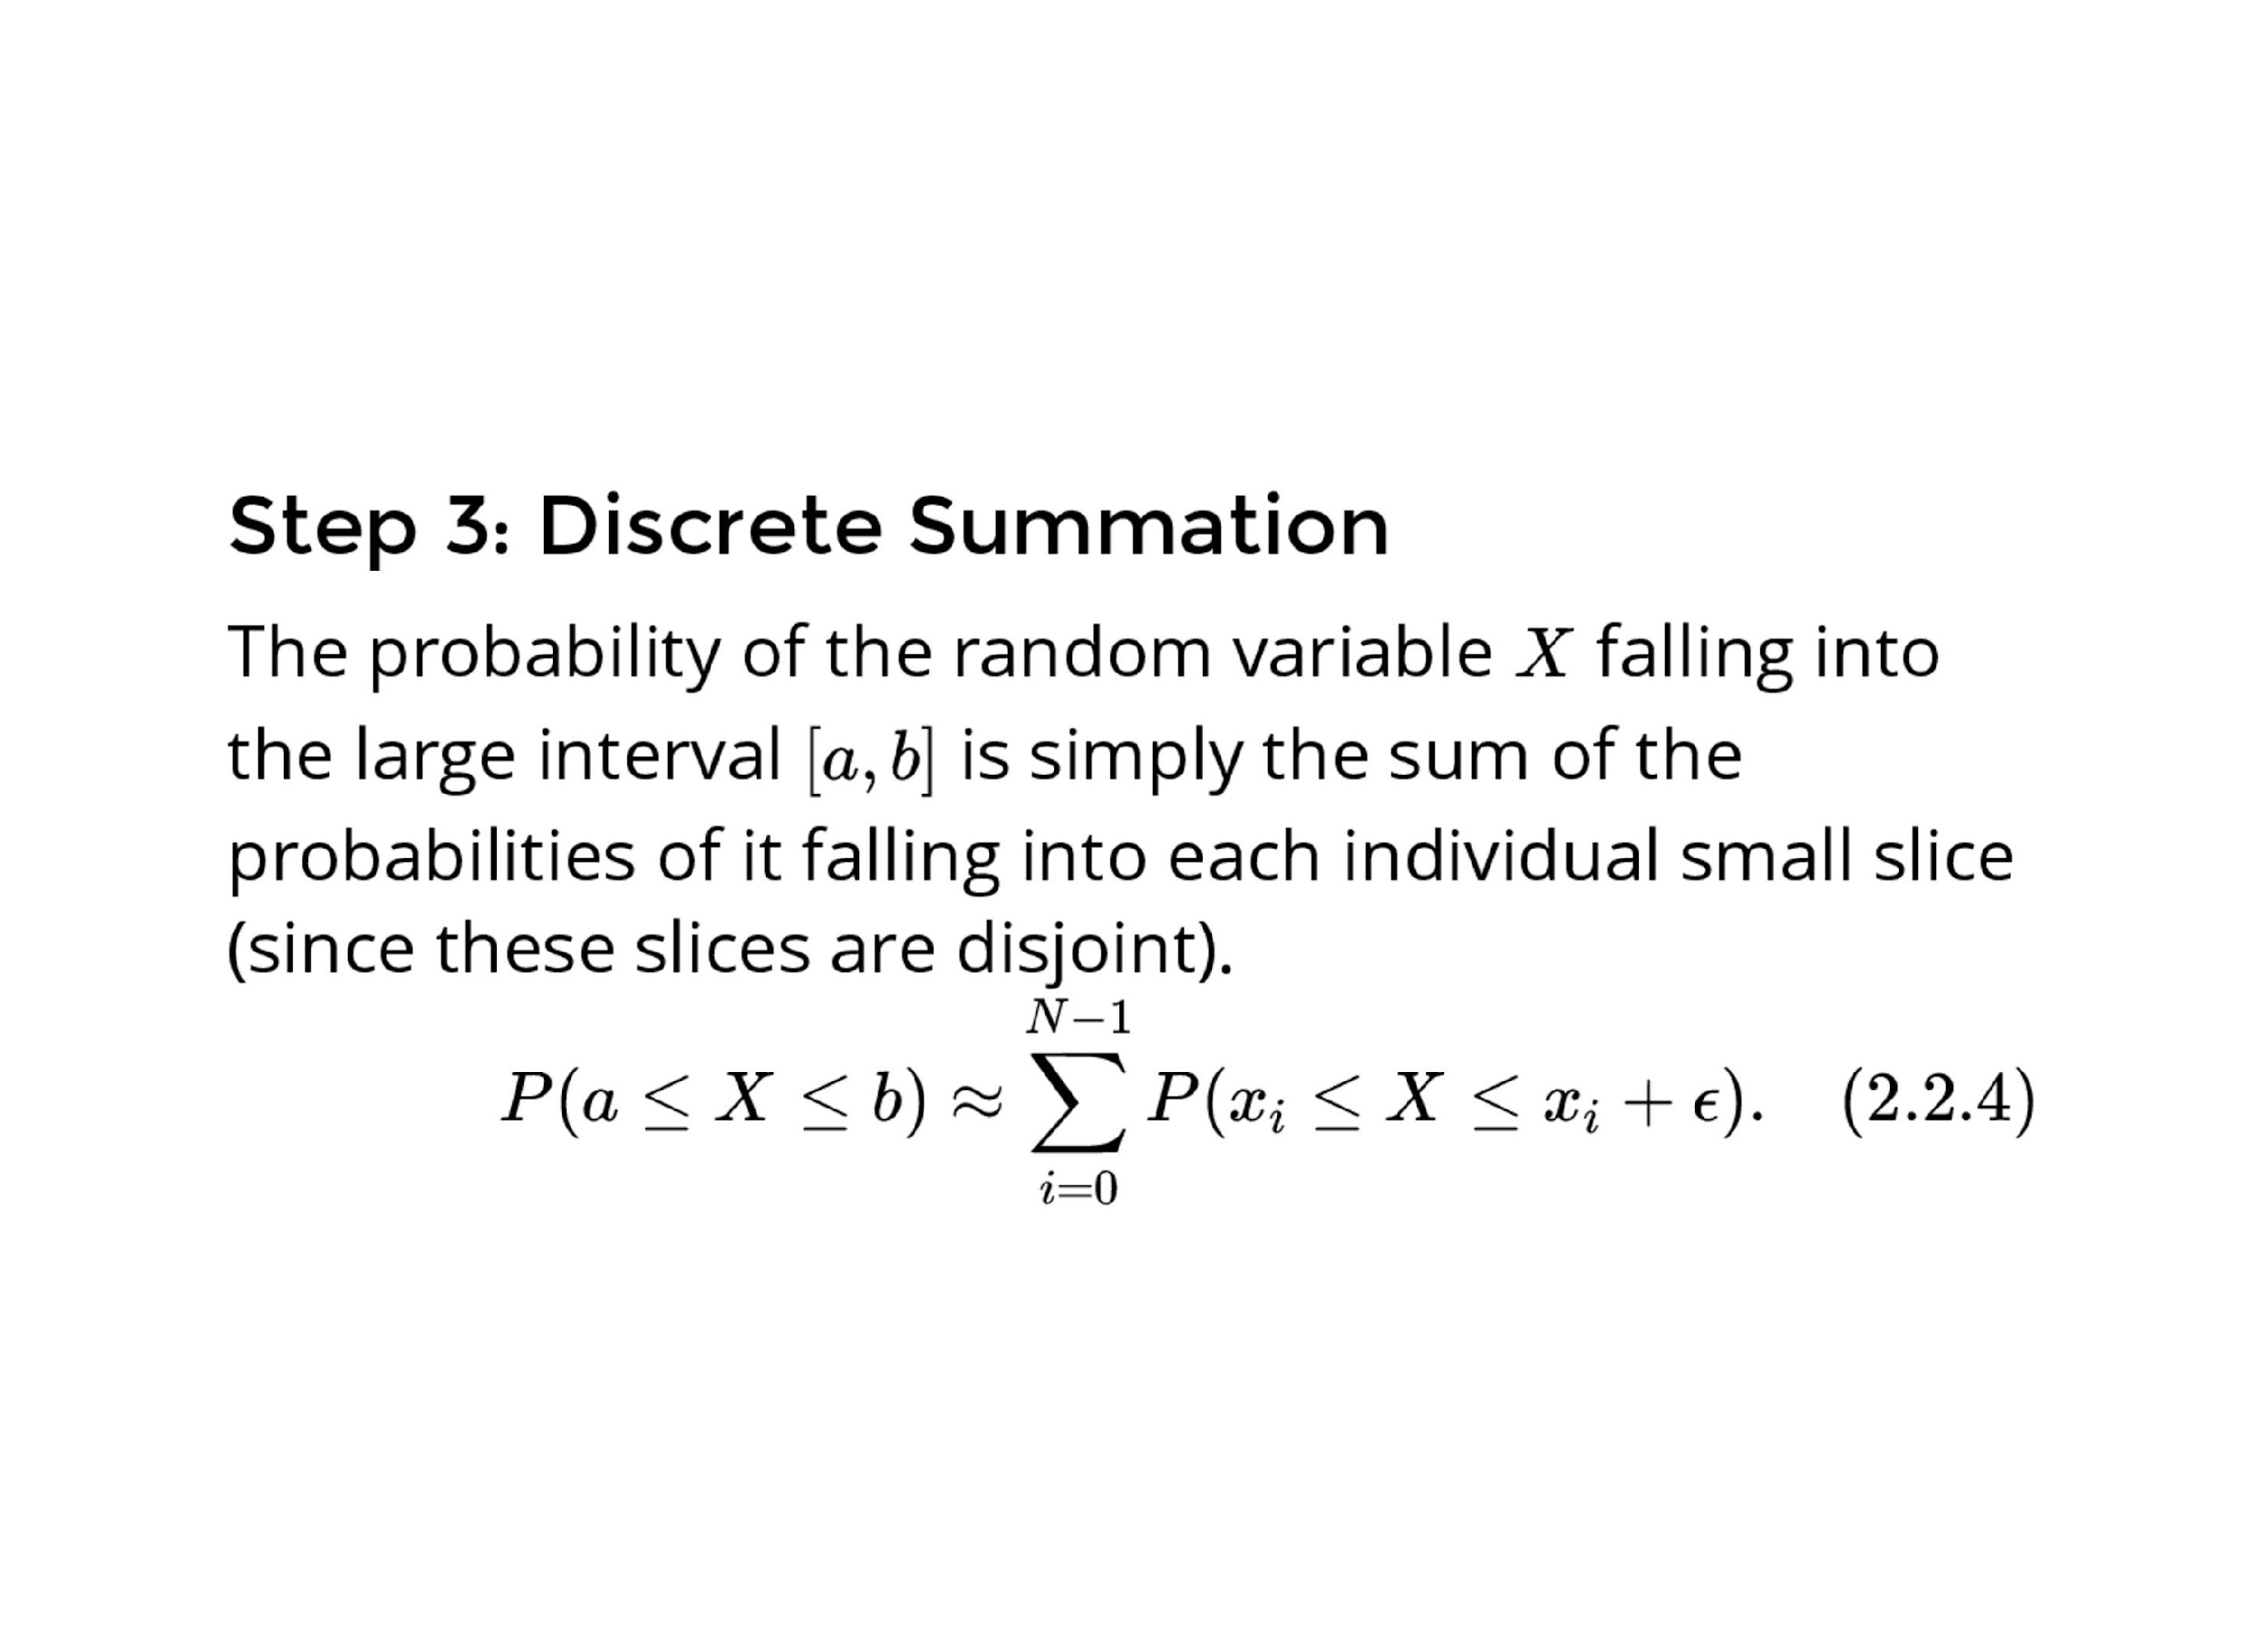 Step 3: Discrete Summation
The probability of the random variable X falling into
the large interval [a, b] is simply the sum of the
probabilities of it falling into each individual small slice
(since these slices are disjoint).
P(a ≤ X ≤ b) ≈ \sum_{i=0}^{N-1} P(x_i ≤ X ≤ x_i + ϵ). (2.2.4)